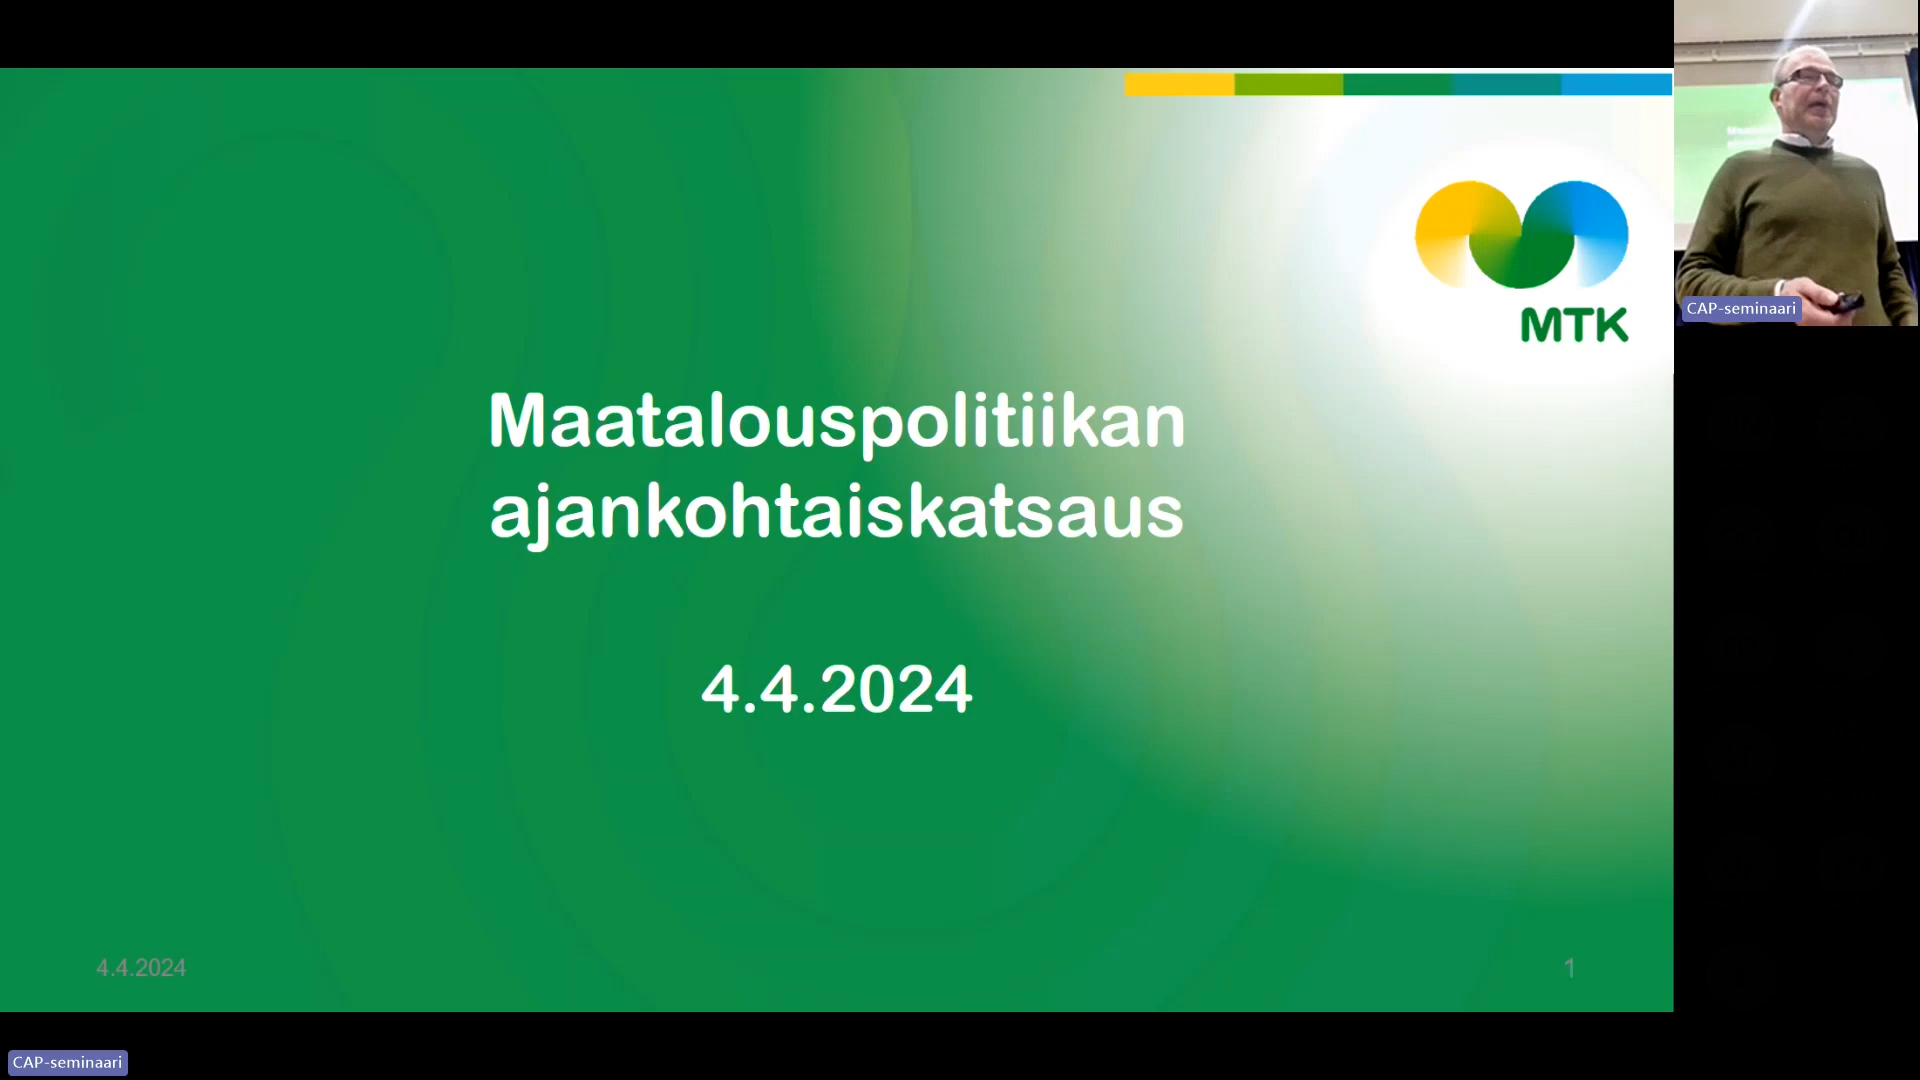 MTK
Maatalouspolitiikan
ajankohtaiskatsaus
4.4.2024
4.4.2024
1
CAP-seminaari
CAP-seminaari